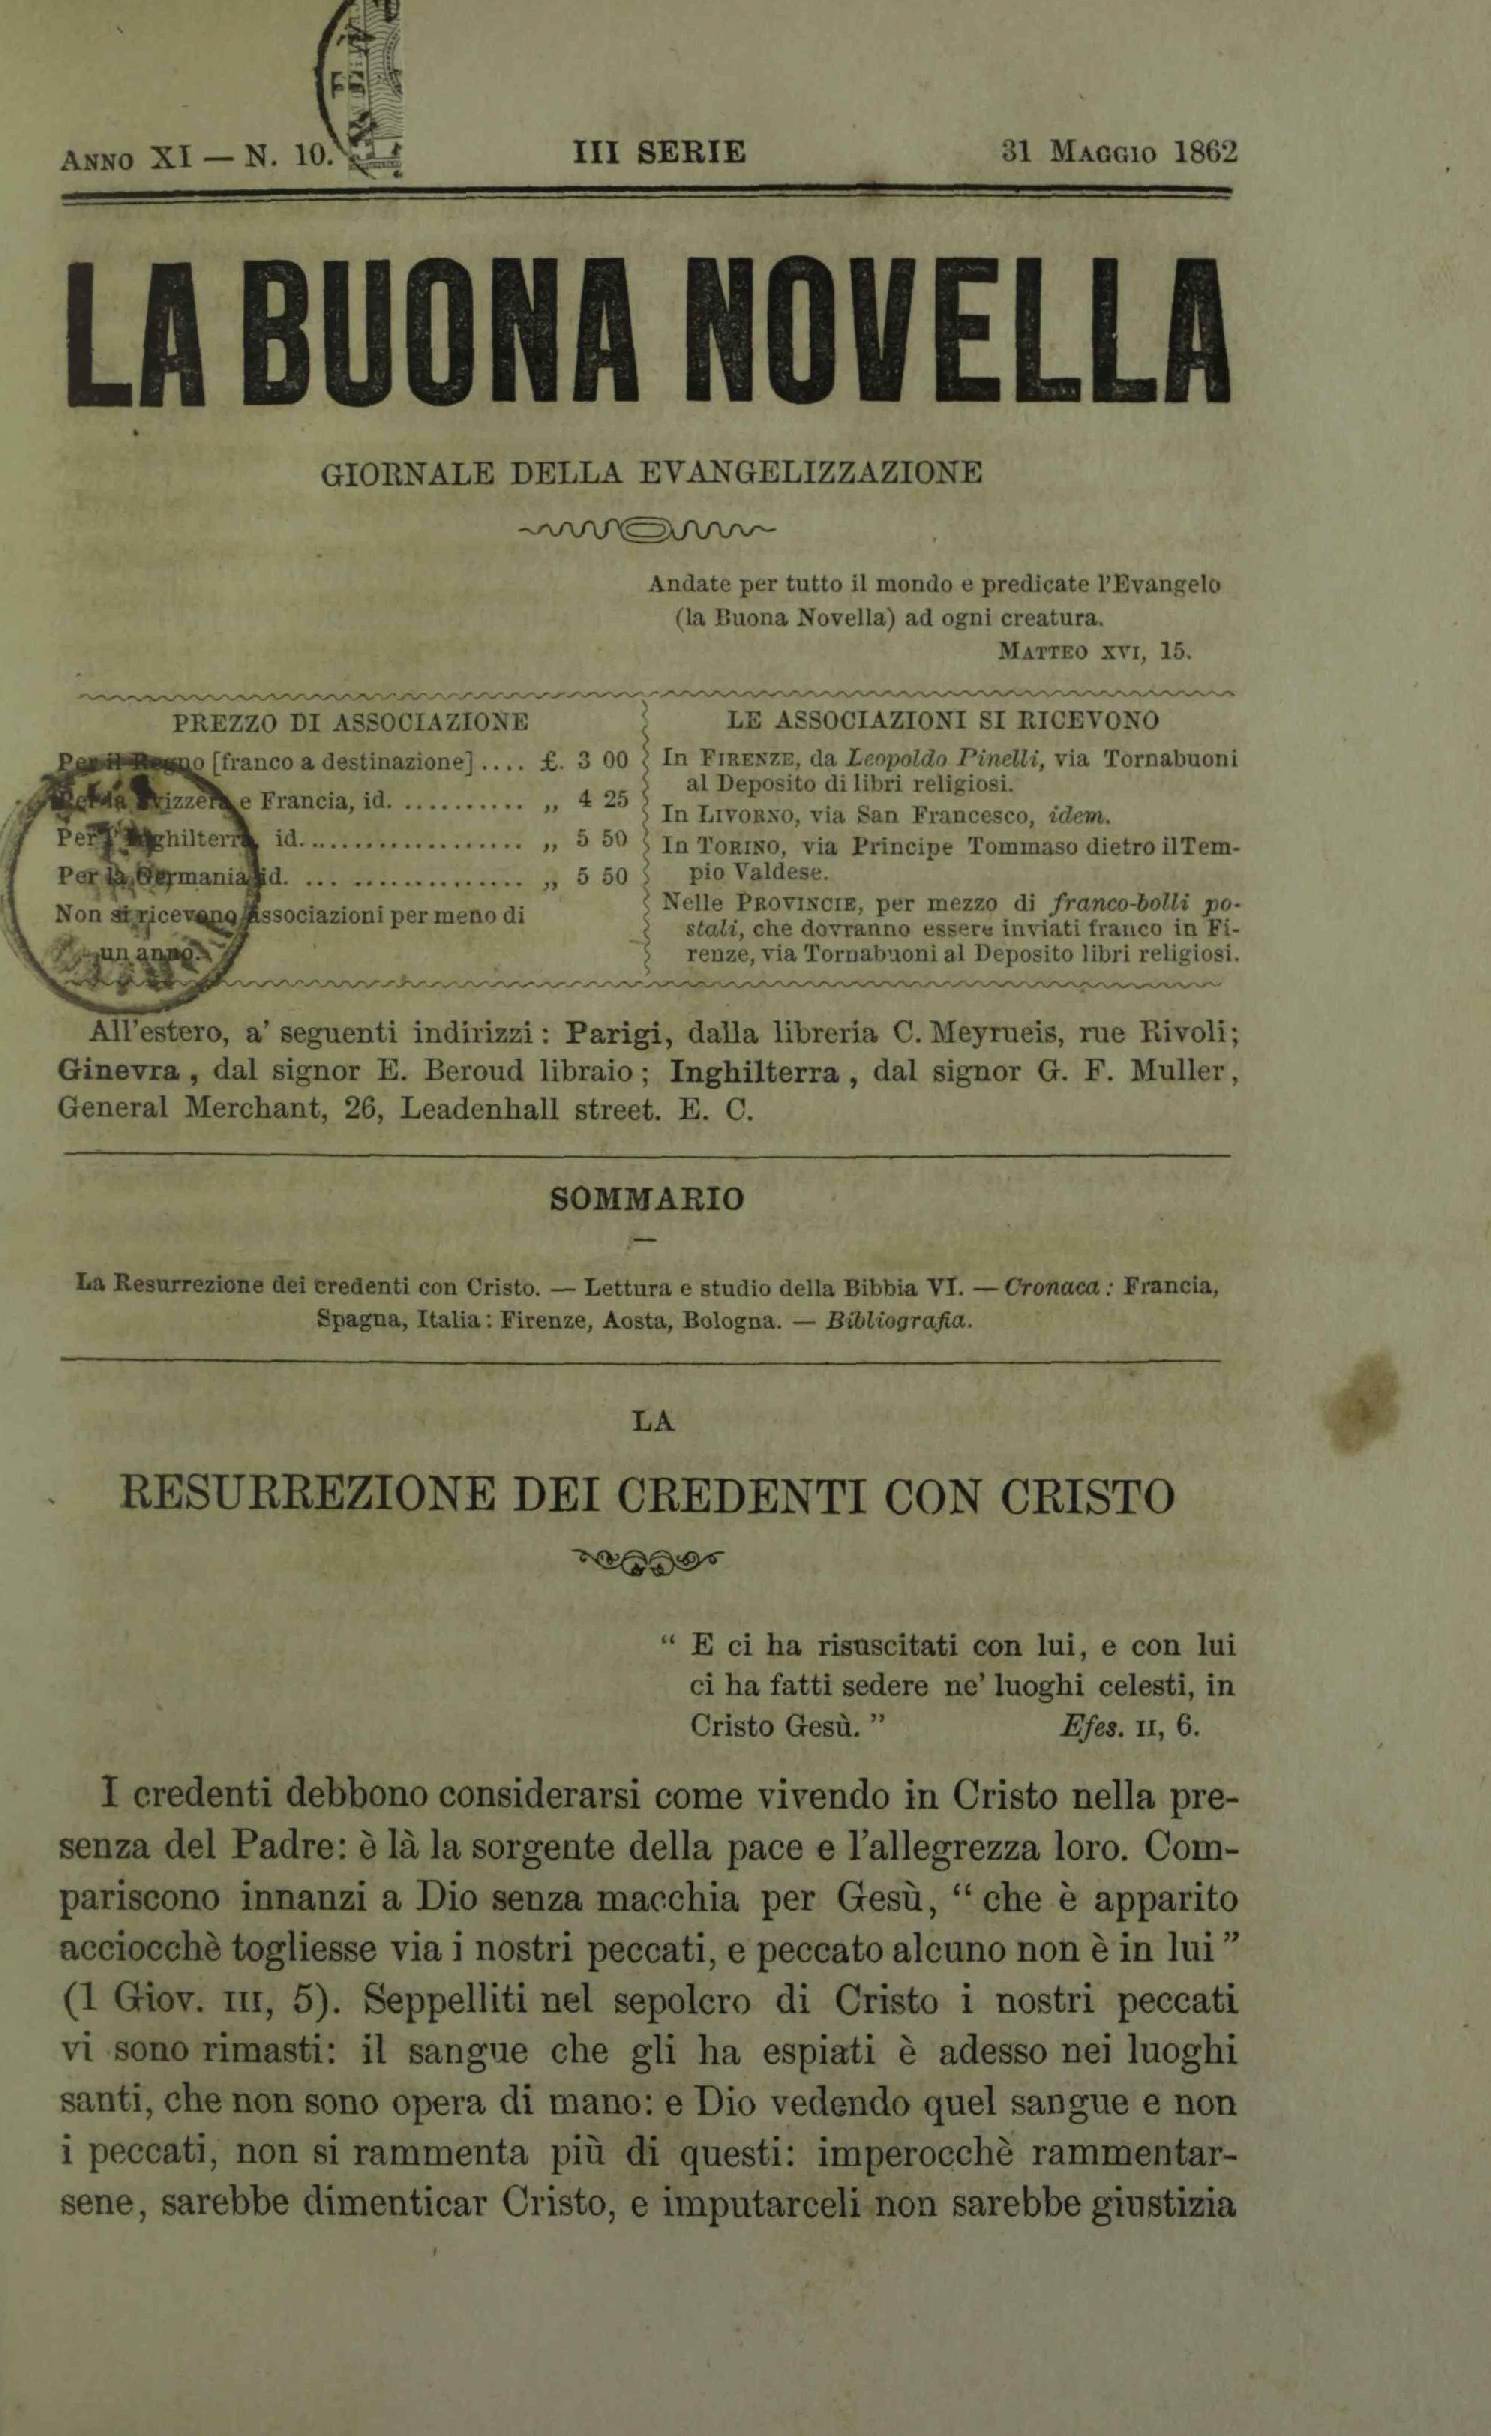 ANNO XI — N. 10.
III SERIE
31 MAGGIO 1862
LA BUONA NOVELLA
GIORNALE DELLA EVANGELIZZAZIONE
Andate per tutto il mondo e predicate l'Evangelo
(la Buona Novella) ad ogni creatura.
MATTEO XVI, 15.
PREZZO DI ASSOCIAZIONE
Per il Regno [franco a destinazione] .... £. 3 00
Per la Svizzera e Francia, id. ........... „ 4 25
Per l'Inghilterra, id. .................. „ 5 50
Per la Germania id. ... ............... „ 5 50
Non si ricevono associazioni per meno di
un anno.
LE ASSOCIAZIONI SI RICEVONO
In FIRENZE, da Leopoldo Pinelli, via Tornabuoni
al Deposito di libri religiosi.
In LIVORNO, via San Francesco, idem.
In TORINO, via Principe Tommaso dietro il Tem-
pio Valdese.
Nelle PROVINCIE, per mezzo di franco-bolli po-
stali, che dovranno essere inviati franco in Fi-
renze, via Tornabuoni al Deposito libri religiosi.
All'estero, a' seguenti indirizzi: Parigi, dalla libreria C. Meyrueis, rue Rivoli;
Ginevra, dal signor E. Beroud libraio; Inghilterra, dal signor G. F. Muller,
General Merchant, 26, Leadenhall street. E. C.
SOMMARIO
La Resurrezione dei credenti con Cristo. — Lettura e studio della Bibbia VI. — Cronaca: Francia,
Spagna, Italia: Firenze, Aosta, Bologna. — Bibliografia.
LA
RESURREZIONE DEI CREDENTI CON CRISTO
“ E ci ha risuscitati con lui, e con lui
ci ha fatti sedere ne' luoghi celesti, in
Cristo Gesù. ” Efes. II, 6.
I credenti debbono considerarsi come vivendo in Cristo nella pre-
senza del Padre: è là la sorgente della pace e l'allegrezza loro. Com-
pariscono innanzi a Dio senza macchia per Gesù, “ che è apparito
acciocchè togliesse via i nostri peccati, e peccato alcuno non è in lui ”
(1 Giov. III, 5). Seppelliti nel sepolcro di Cristo i nostri peccati
vi sono rimasti: il sangue che gli ha espiati è adesso nei luoghi
santi, che non sono opera di mano: e Dio vedendo quel sangue e non
i peccati, non si rammenta più di questi: imperocchè rammentar-
sene, sarebbe dimenticar Cristo, e imputarceli non sarebbe giustizia